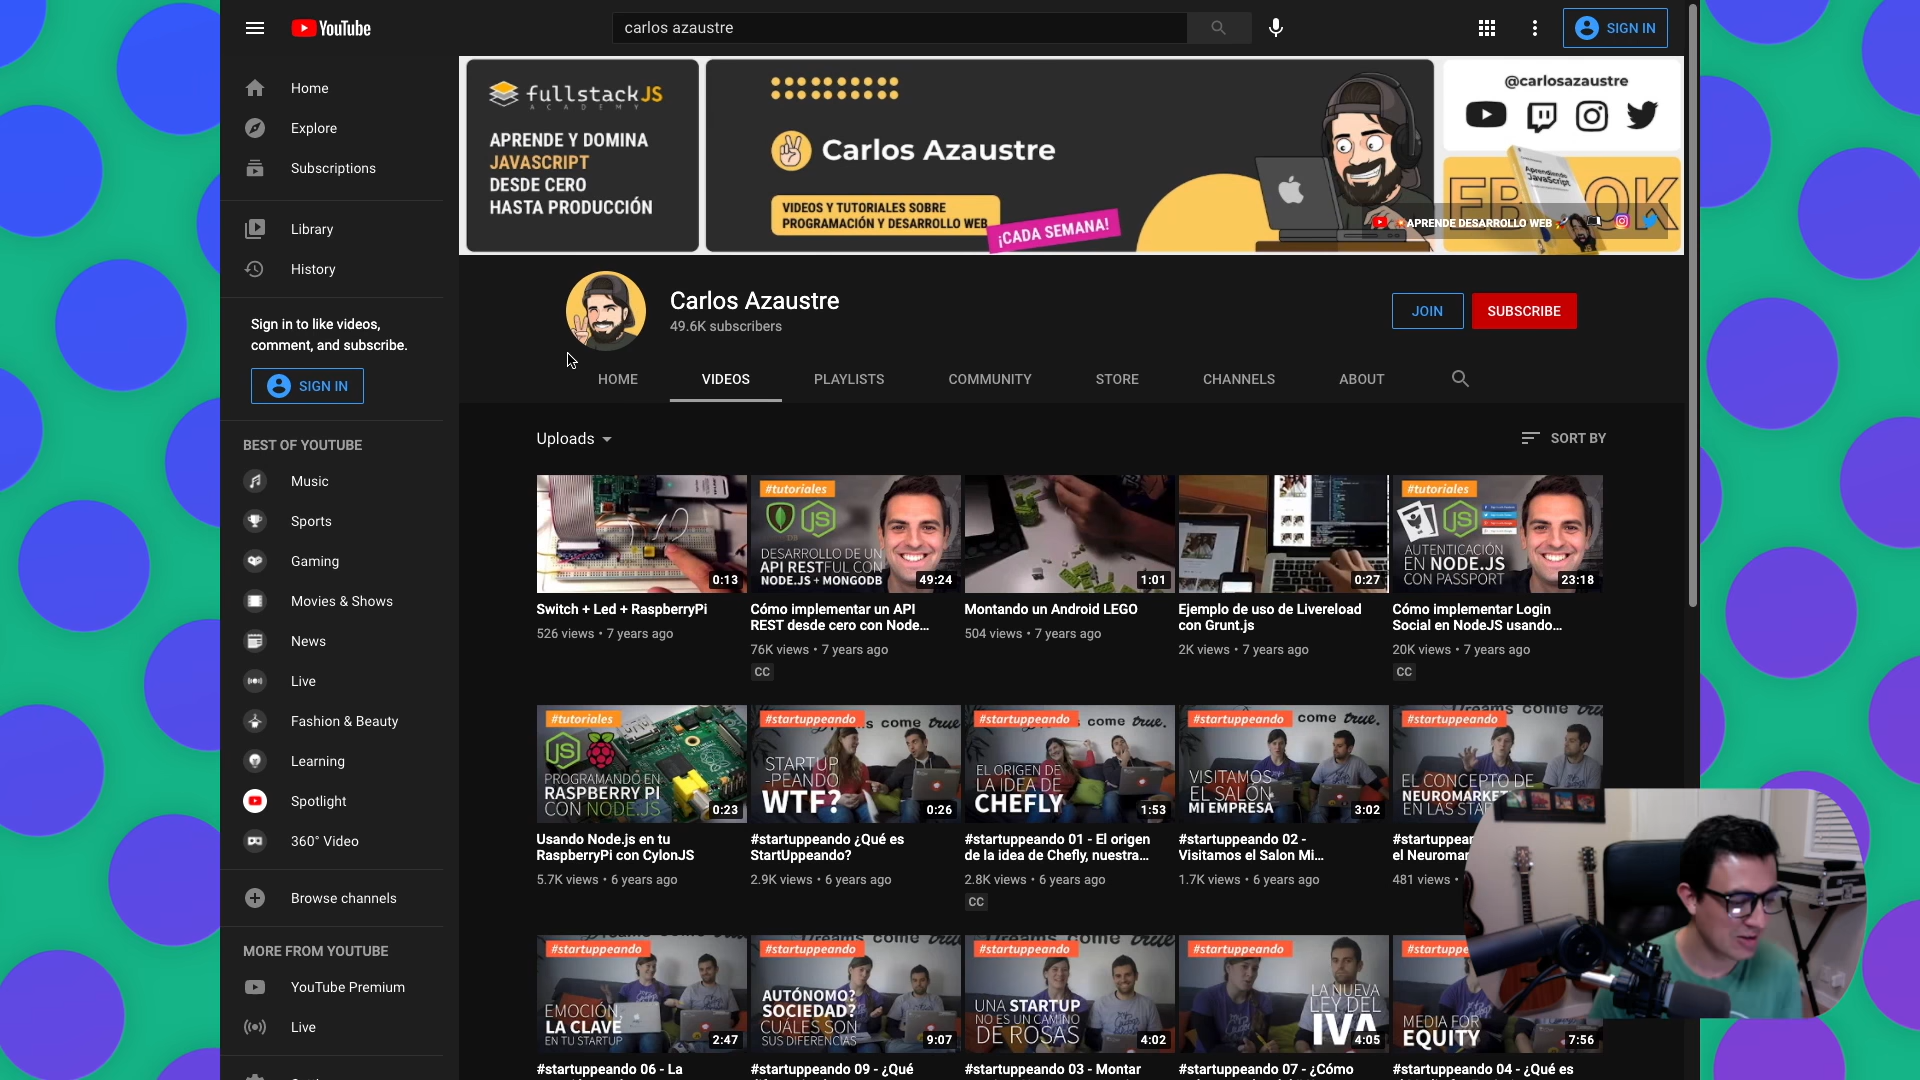 YouTube
carlos azaustre
SIGN IN
Home
Explore
Subscriptions
Library
History
Sign in to like videos,
comment, and subscribe.
SIGN IN
BEST OF YOUTUBE
Music
Sports
Gaming
Movies & Shows
News
Live
Fashion & Beauty
Learning
Spotlight
360° Video
Browse channels
MORE FROM YOUTUBE
YouTube Premium
Live
fullstackJS
ACADEMY
APRENDE Y DOMINA
JAVASCRIPT
DESDE CERO
HASTA PRODUCCIÓN
Carlos Azaustre
VIDEOS Y TUTORIALES SOBRE
PROGRAMACIÓN Y DESARROLLO WEB
¡CADA SEMANA!
@carlosazaustre
Aprendiendo
JavaScript
APRENDE DESARROLLO WEB
Carlos Azaustre
49.6K subscribers
JOIN
SUBSCRIBE
HOME
VIDEOS
PLAYLISTS
COMMUNITY
STORE
CHANNELS
ABOUT
Uploads
SORT BY
0:13
Switch + Led + RaspberryPi
526 views • 7 years ago
#tutoriales
DESARROLLO DE UN
API RESTFUL CON
NODE.JS + MONGODB
49:24
Cómo implementar un API
REST desde cero con Node...
76K views • 7 years ago
CC
1:01
Montando un Android LEGO
504 views • 7 years ago
0:27
Ejemplo de uso de Livereload
con Grunt.js
2K views • 7 years ago
#tutoriales
AUTENTICACIÓN
EN NODE.JS
CON PASSPORT
23:18
Cómo implementar Login
Social en NodeJS usando...
20K views • 7 years ago
CC
#tutoriales
PROGRAMANDO EN
RASPBERRY PI
CON NODE.JS
0:23
Usando Node.js en tu
RaspberryPi con CylonJS
5.7K views • 6 years ago
#startuppeando
come true.
STARTUP
-PEANDO
WTF?
0:26
#startuppeando ¿Qué es
StartUppeando?
2.9K views • 6 years ago
#startuppeando
come true.
EL ORIGEN DE
LA IDEA DE
CHEFLY
1:53
#startuppeando 01 - El origen
de la idea de Chefly, nuestra...
2.8K views • 6 years ago
CC
#startuppeando
come true.
VISITAMOS
EL SALÓN
MI EMPRESA
3:02
#startuppeando 02 -
Visitamos el Salon Mi...
1.7K views • 6 years ago
#startuppeando
EL CONCEPTO DE
481 views •
#startuppeando
EMOCIÓN,
LA CLAVE
EN TU STARTUP
2:47
#startuppeando 06 - La
#startuppeando
AUTÓNOMO?
SOCIEDAD?
CUÁLES SON
SUS DIFERENCIAS
9:07
#startuppeando 09 - ¿Qué
#startuppeando
UNA STARTUP
NO ES UN CAMINO
DE ROSAS
4:02
#startuppeando 03 - Montar
#startuppeando
LA NUEVA
LEY DEL
IVA
4:05
#startuppeando 07 - ¿Cómo
MEDIA FOR
EQUITY
7:56
#startuppeando 04 - ¿Qué es